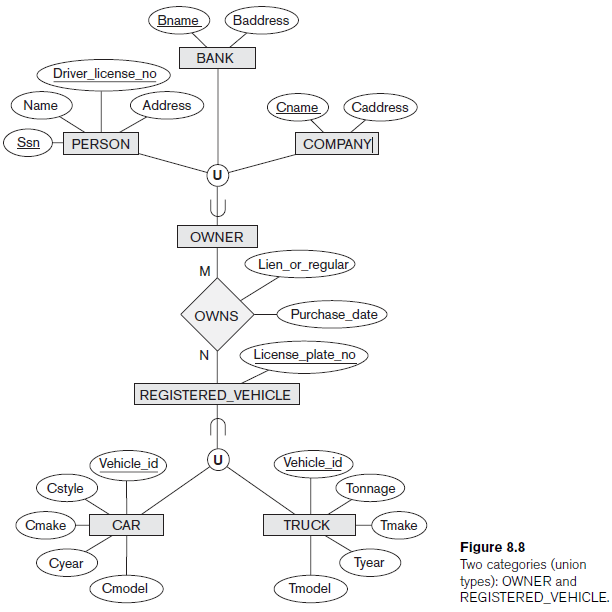 Bname
Baddress
BANK
Driver_license_no
Name
Address
Cname
Caddress
Ssn
PERSON
COMPANY
U
OWNER
Lien_or_regular
M
OWNS
Purchase_date
N
License_plate_no
REGISTERED_VEHICLE
Vehicle_id
U
Vehicle_id
Cstyle
Tonnage
Cmake
CAR
TRUCK
Tmake
Cyear
Tyear
Cmodel
Tmodel
Figure 8.8
Two categories (union
types): OWNER and
REGISTERED_VEHICLE.